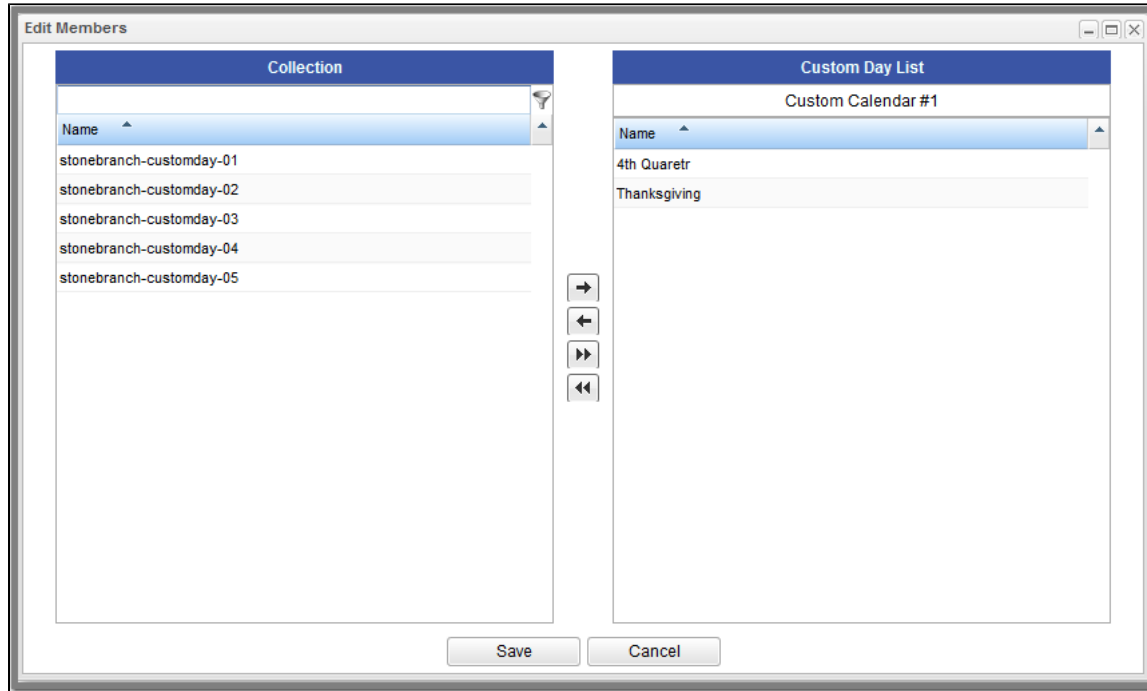 Edit Members
Collection
Name
stonebranch-customday-01
stonebranch-customday-02
stonebranch-customday-03
stonebranch-customday-04
stonebranch-customday-05
Custom Day List
Custom Calendar #1
Name
4th Quaretr
Thanksgiving
Save
Cancel